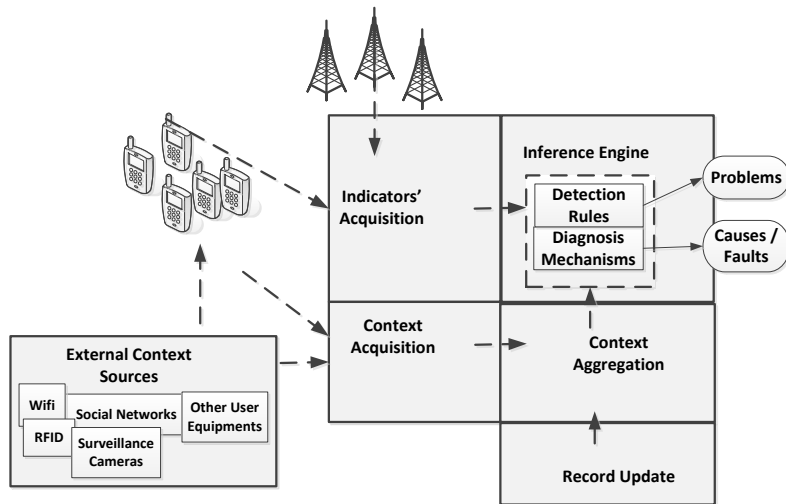 Inference Engine
Indicators’
Acquisition
Detection
Rules
Diagnosis
Mechanisms
Problems
Causes /
Faults
Context
Acquisition
Context
Aggregation
External Context
Sources
Wifi
Social Networks
Other User
Equipments
RFID
Surveillance
Cameras
Record Update